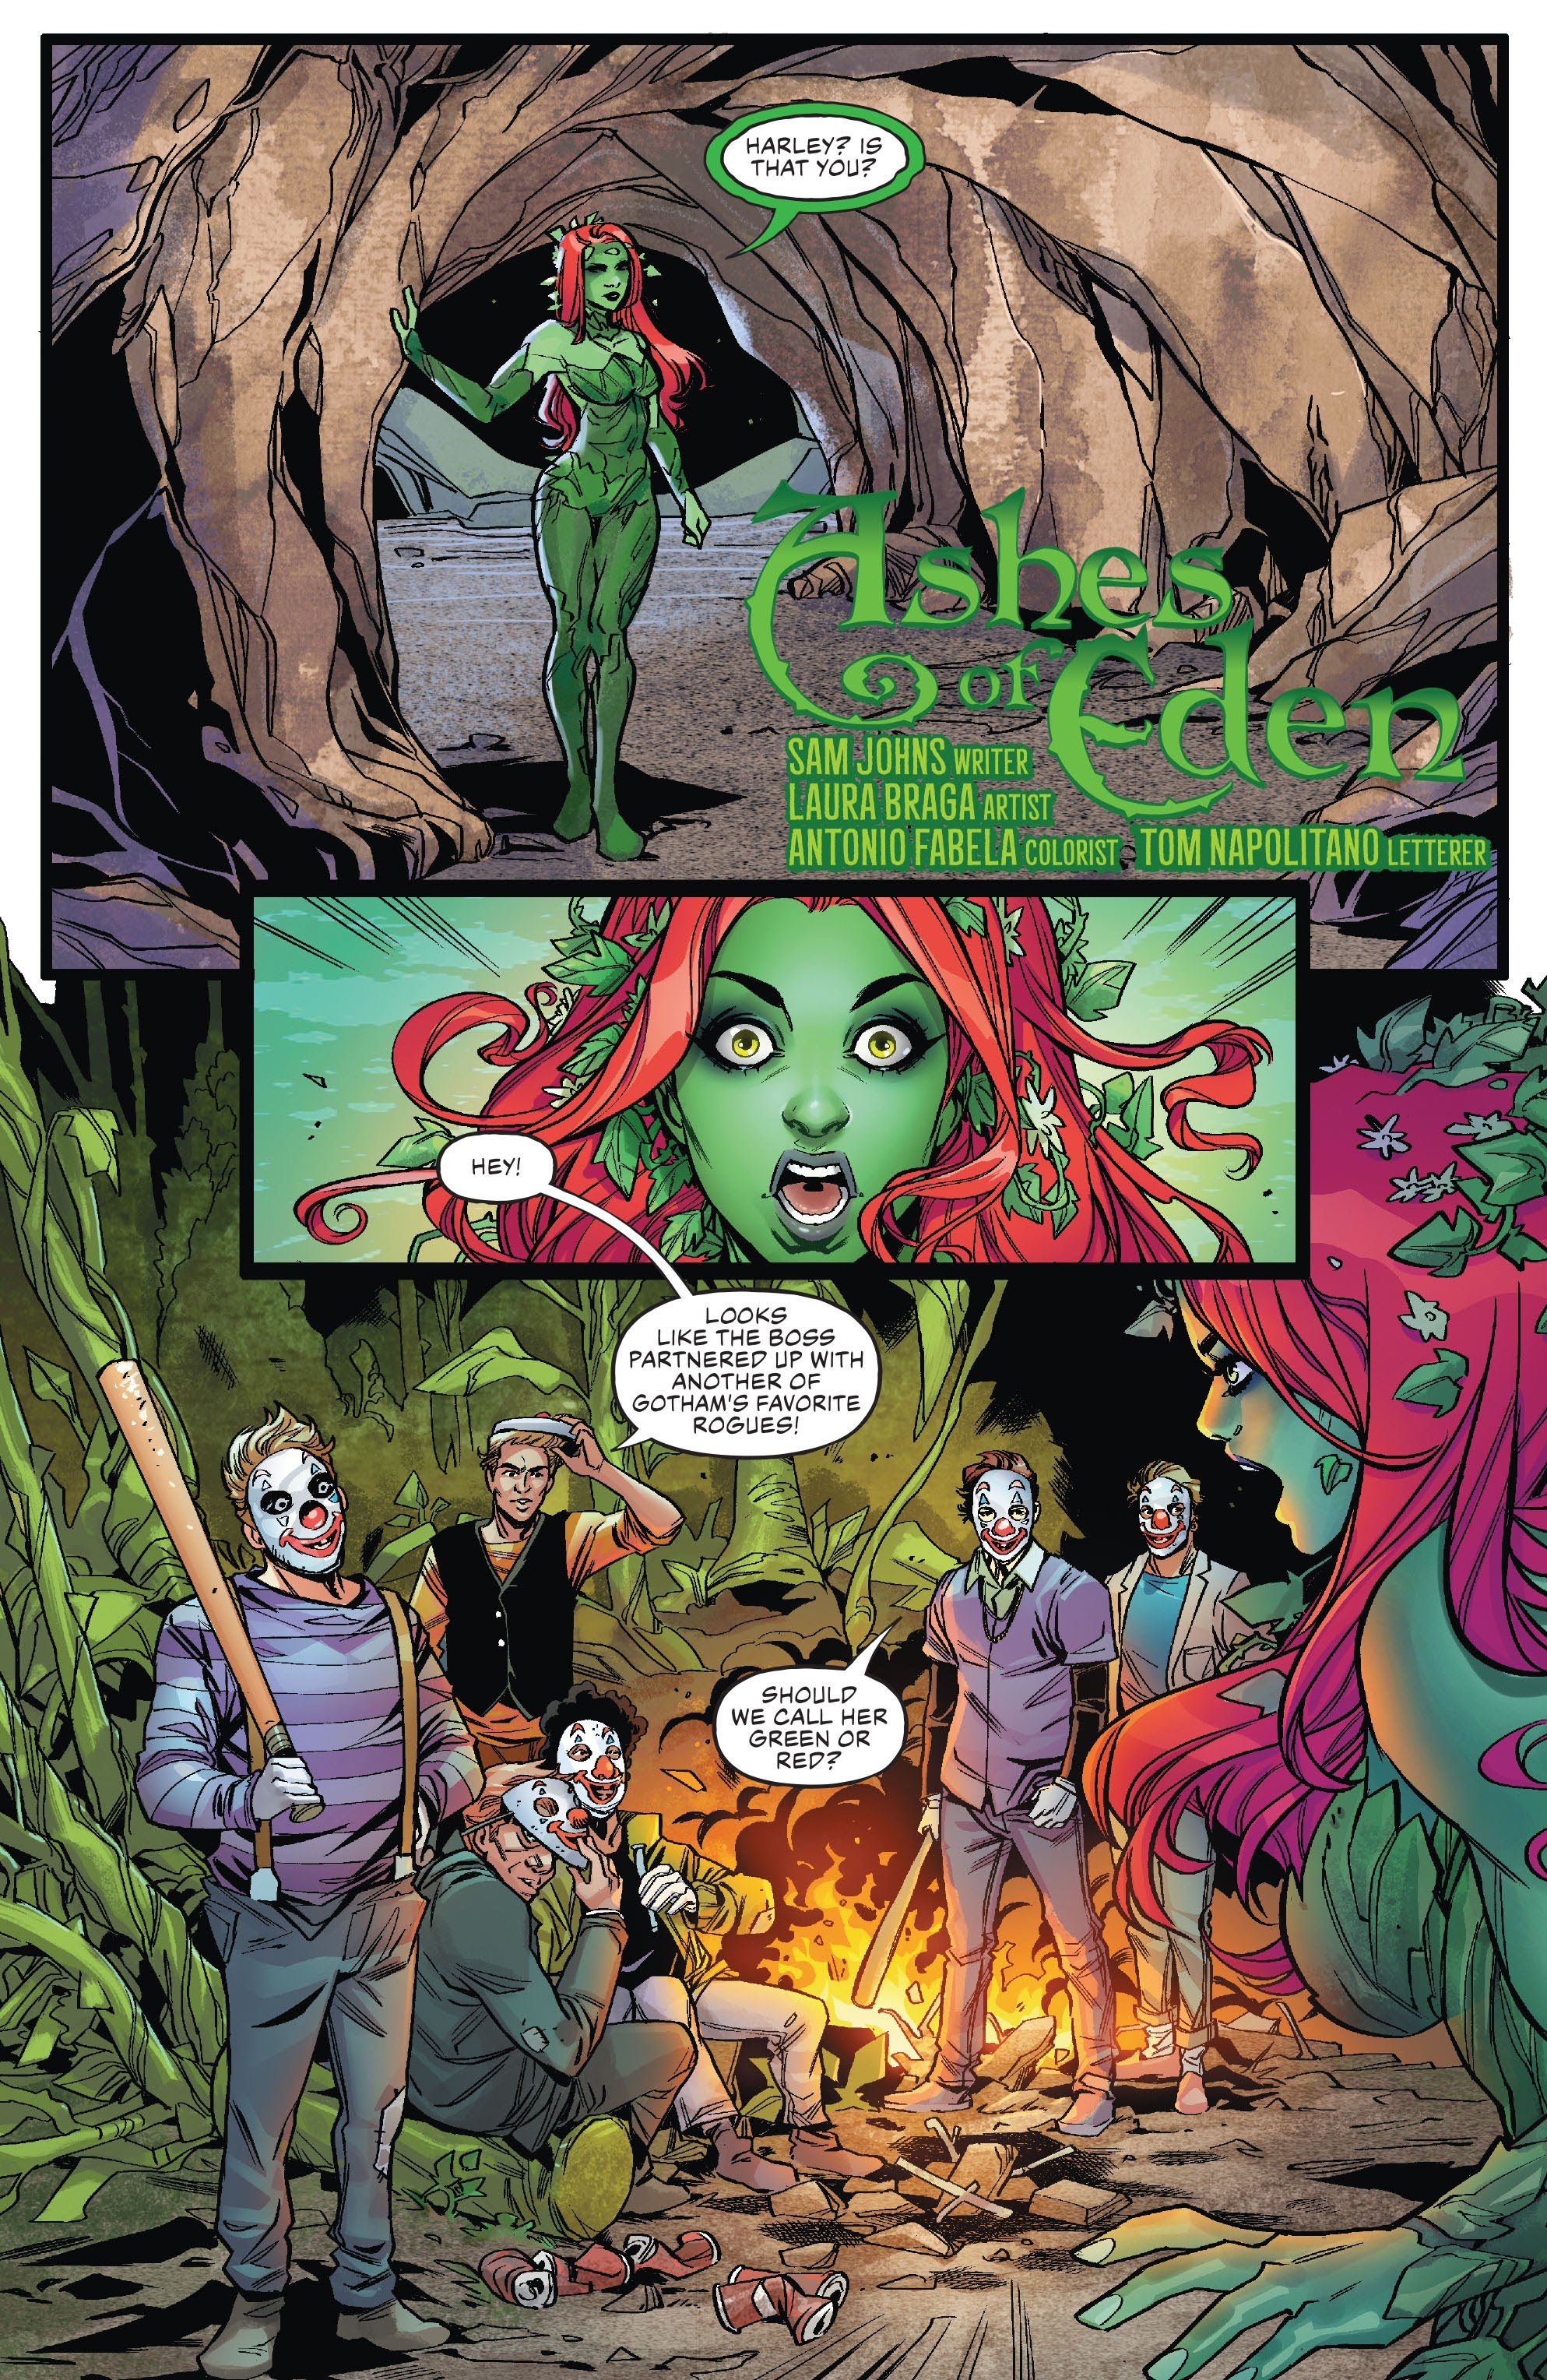 HARLEY? IS
THAT YOU?
Ashes
of Eden
SAM JOHNS WRITER
LAURA BRAGA ARTIST
ANTONIO FABELA COLORIST TOM NAPOLITANO LETTERER
HEY!
LOOKS
LIKE THE BOSS
PARTNERED UP WITH
ANOTHER OF
GOTHAM'S FAVORITE
ROGUES!
SHOULD
WE CALL HER
GREEN OR
RED?